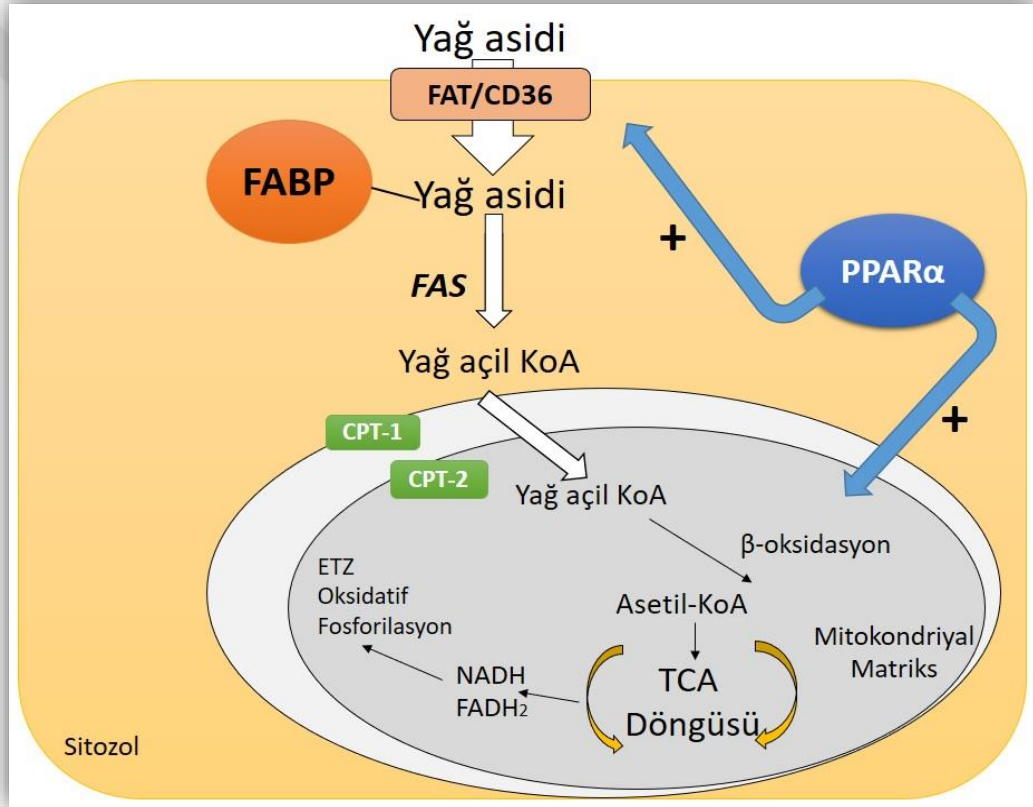 Yağ asidi
FAT/CD36
FABP
Yağ asidi
+
PPARα
FAS
Yağ açil KoA
+
CPT-1
CPT-2
Yağ açil KoA
β-oksidasyon
ETZ
Oksidatif
Fosforilasyon
Asetil-KoA
Mitokondriyal
Matriks
NADH
FADH2
TCA
Döngüsü
Sitozol